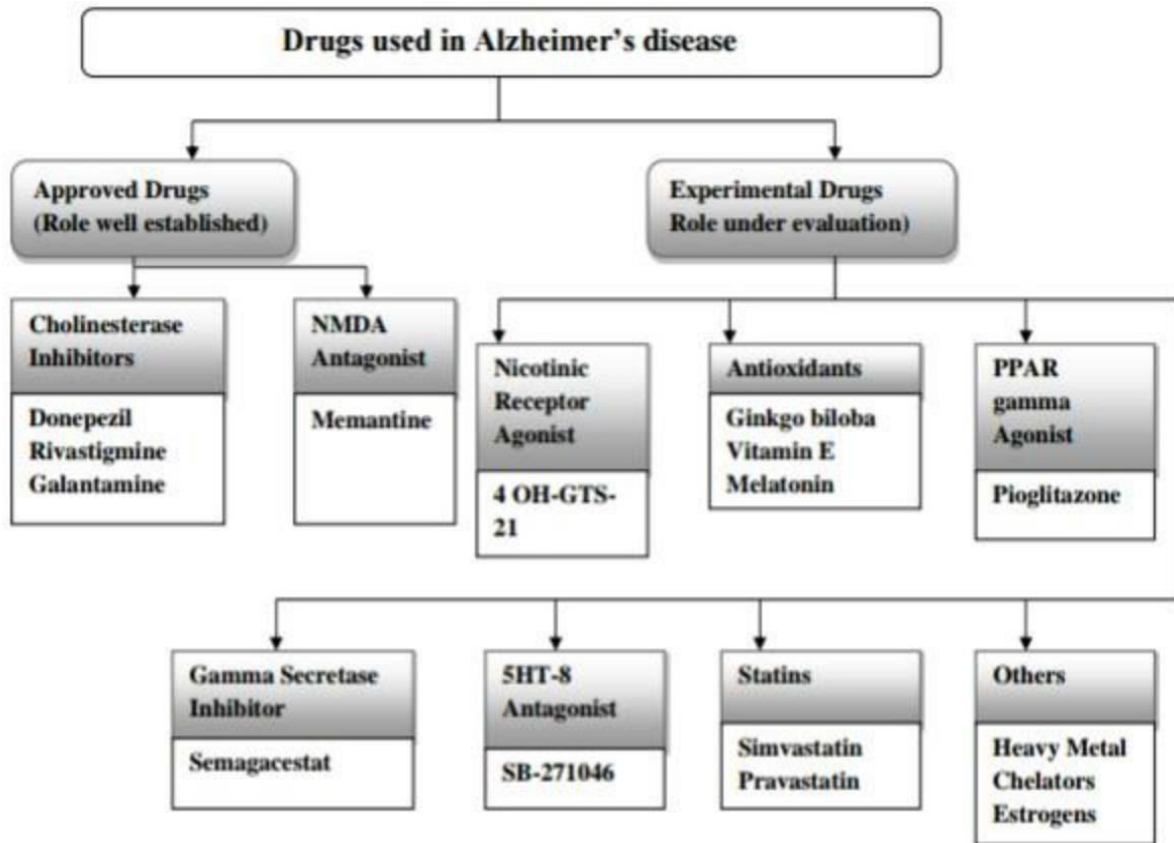 Drugs used in Alzheimer's disease
Approved Drugs
(Role well established)
Experimental Drugs
Role under evaluation)
Cholinesterase
Inhibitors
Donepezil
Rivastigmine
Galantamine
NMDA
Antagonist
Memantine
Nicotinic
Receptor
Agonist
4 OH-GTS-
21
Antioxidants
Ginkgo biloba
Vitamin E
Melatonin
PPAR
gamma
Agonist
Pioglitazone
Gamma Secretase
Inhibitor
Semagacestat
5HT-8
Antagonist
SB-271046
Statins
Simvastatin
Pravastatin
Others
Heavy Metal
Chelators
Estrogens